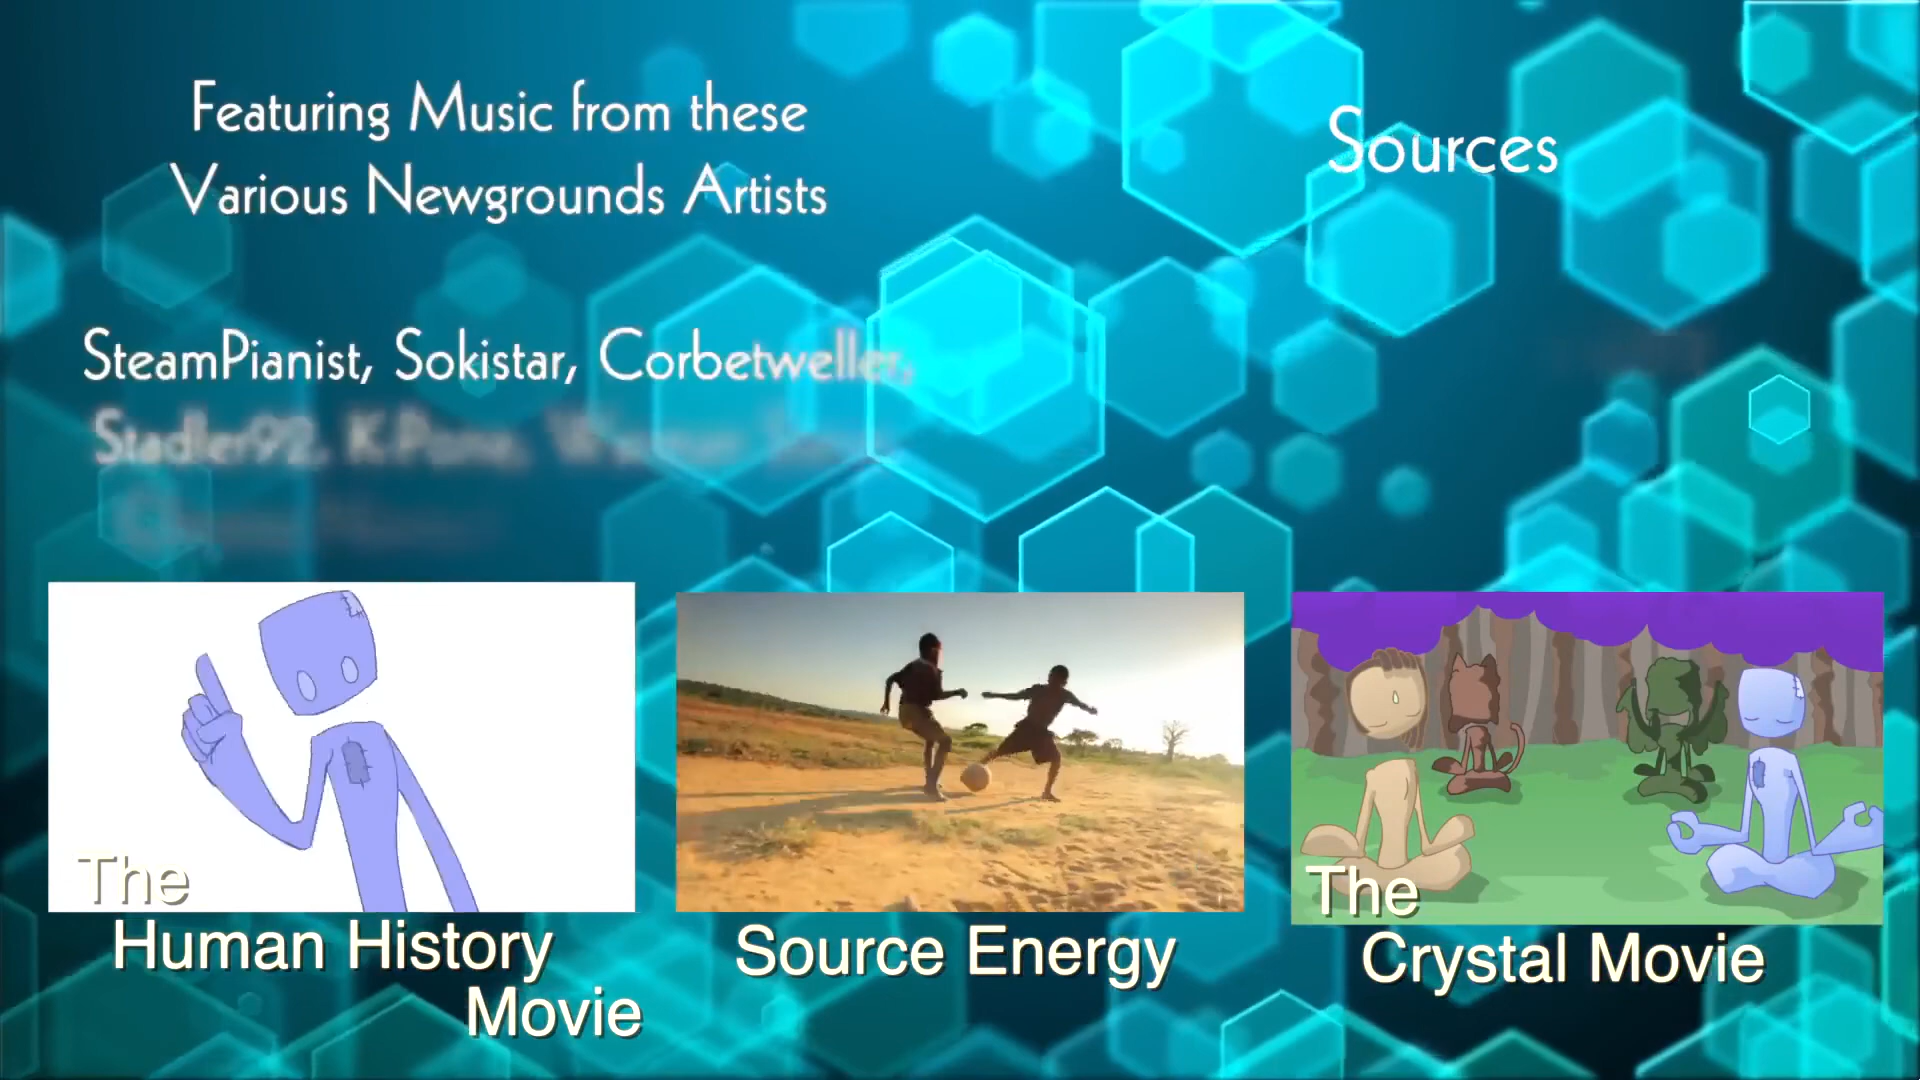 Featuring Music from these
Various Newgrounds Artists
Sources
SteamPianist, Sokistar, Corbetweller,
Stadler92,
The
Human History
Movie
Source Energy
The
Crystal Movie